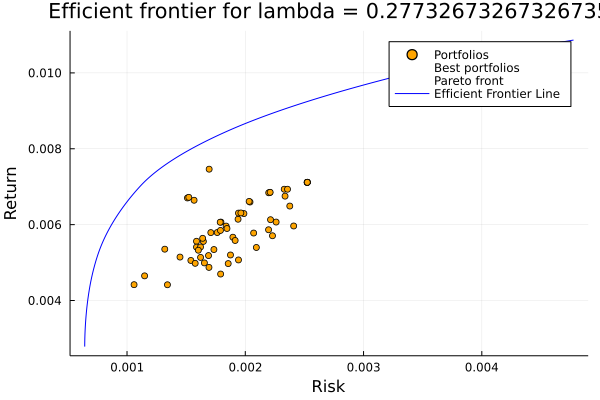 Efficient frontier for lambda = 0.2773267326732673
Portfolios
Best portfolios
Pareto front
Efficient Frontier Line
0.010
0.008
0.006
0.004
Return
0.001 0.002 0.003 0.004
Risk